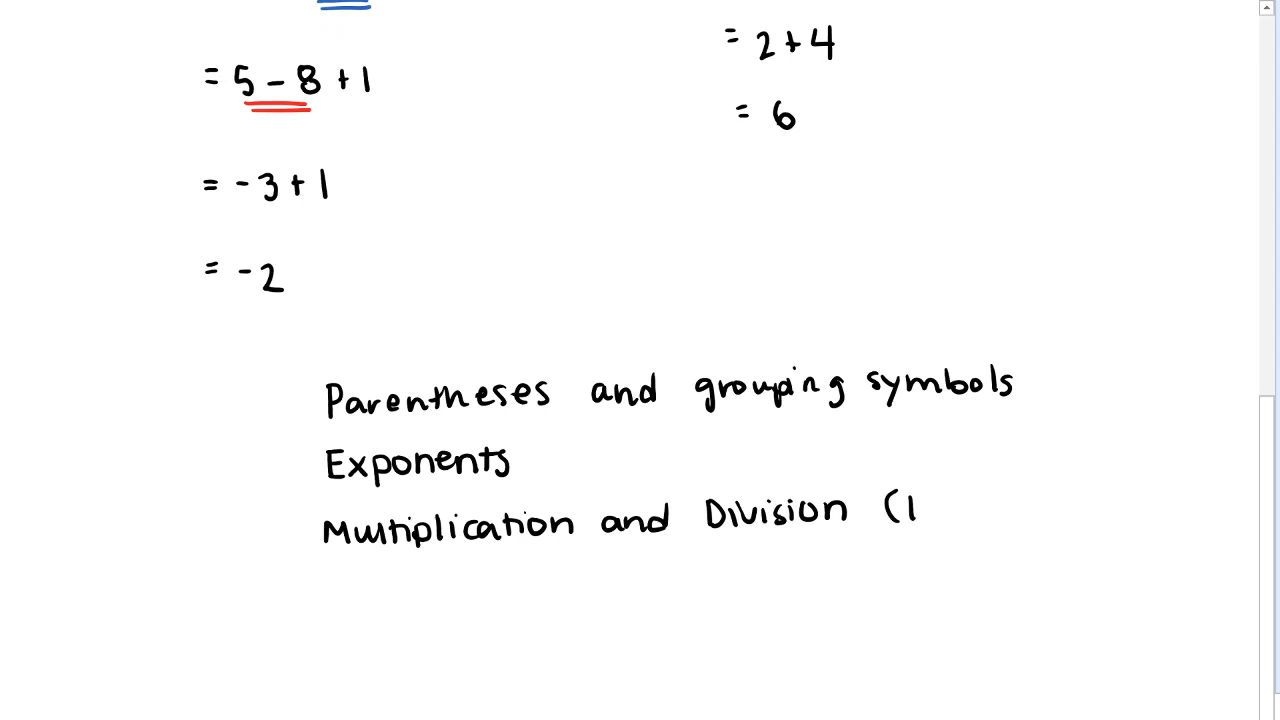 = 5 - 8 + 1
= -3 + 1
= -2
= 2 + 4
= 6
Parentheses and grouping symbols
Exponents
Multiplication and Division (l